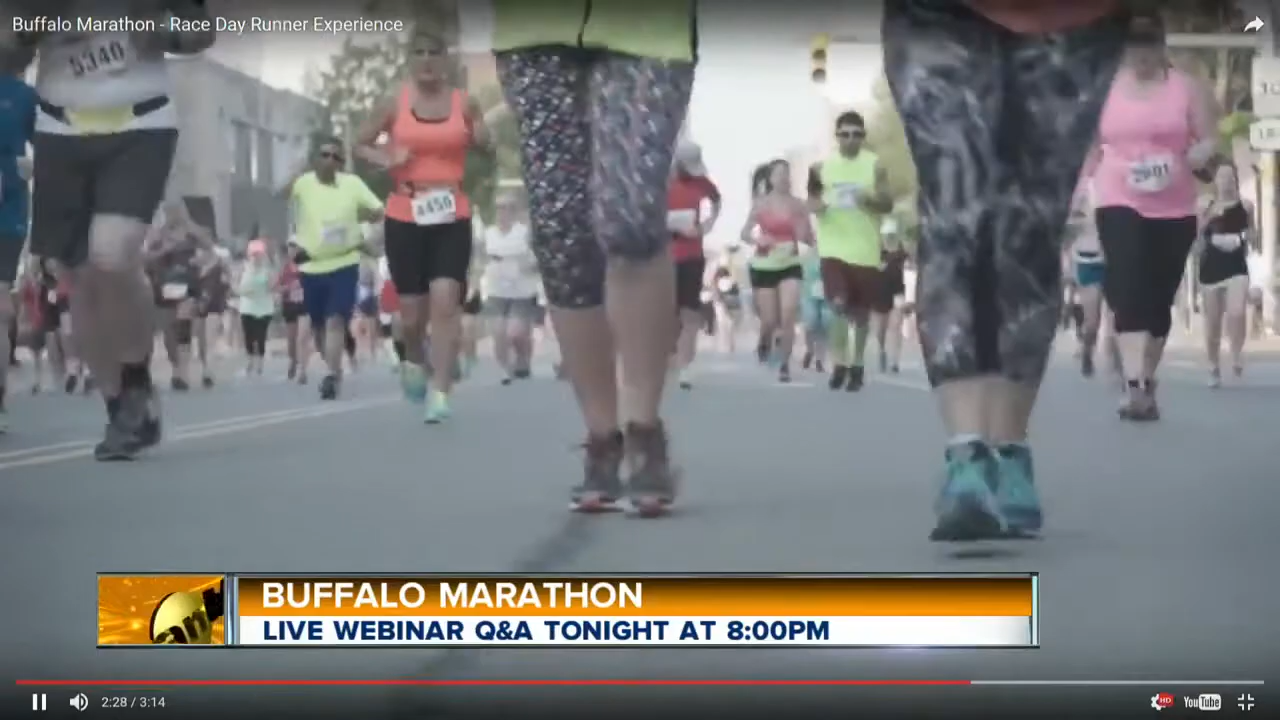 Buffalo Marathon - Race Day Runner Experience
5340
4450
2901
BUFFALO MARATHON
LIVE WEBINAR Q&A TONIGHT AT 8:00PM
2:28 / 3:14
HD
YouTube